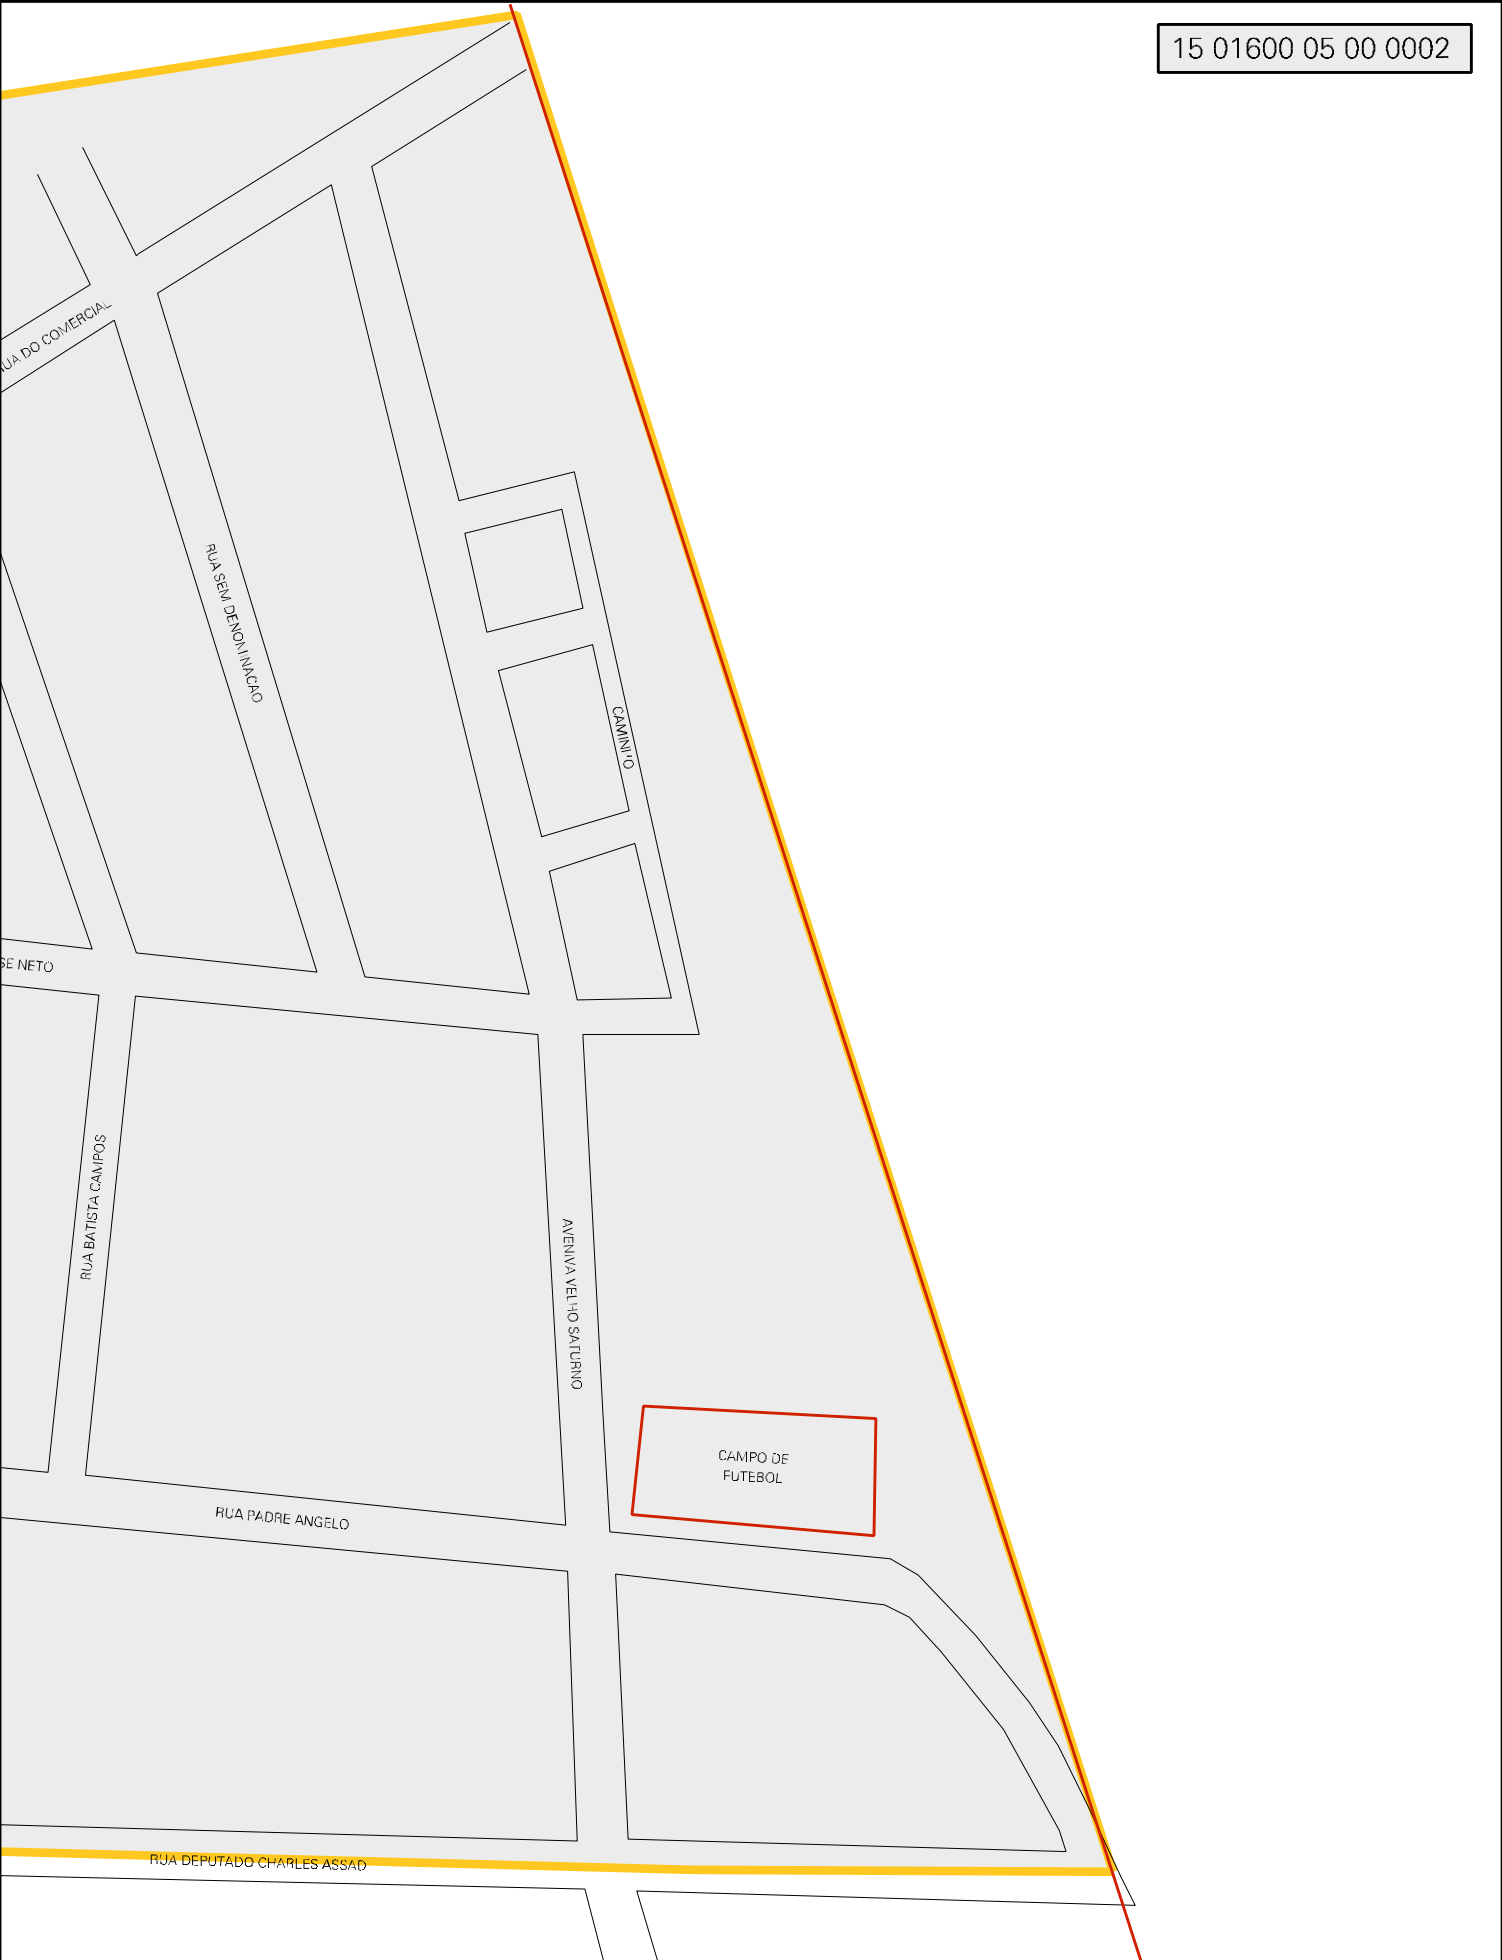 15 01600 05 00 0002
RUA DO COMERCIAL
RUA SEM DENOMINACAO
CAMINHO
SE NETO
RUA BATISTA CAMPOS
AVENIVA VELHO SATURNO
CAMPO DE
FUTEBOL
RUA PADRE ANGELO
RUA DEPUTADO CHARLES ASSAD